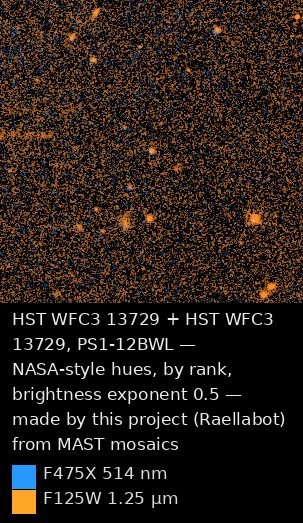 HST WFC3 13729 + HST WFC3
13729, PS1-12BWL —
NASA-style hues, by rank,
brightness exponent 0.5 —
made by this project (Raellabot)
from MAST mosaics
F475X 514 nm
F125W 1.25 μm